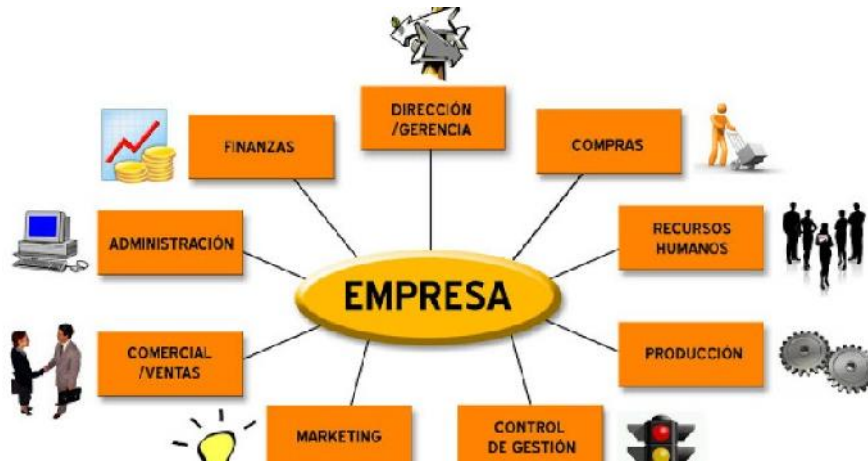 DIRECCIÓN
/GERENCIA
FINANZAS
COMPRAS
ADMINISTRACIÓN
RECURSOS
HUMANOS
EMPRESA
COMERCIAL
/VENTAS
PRODUCCIÓN
MARKETING
CONTROL
DE GESTIÓN